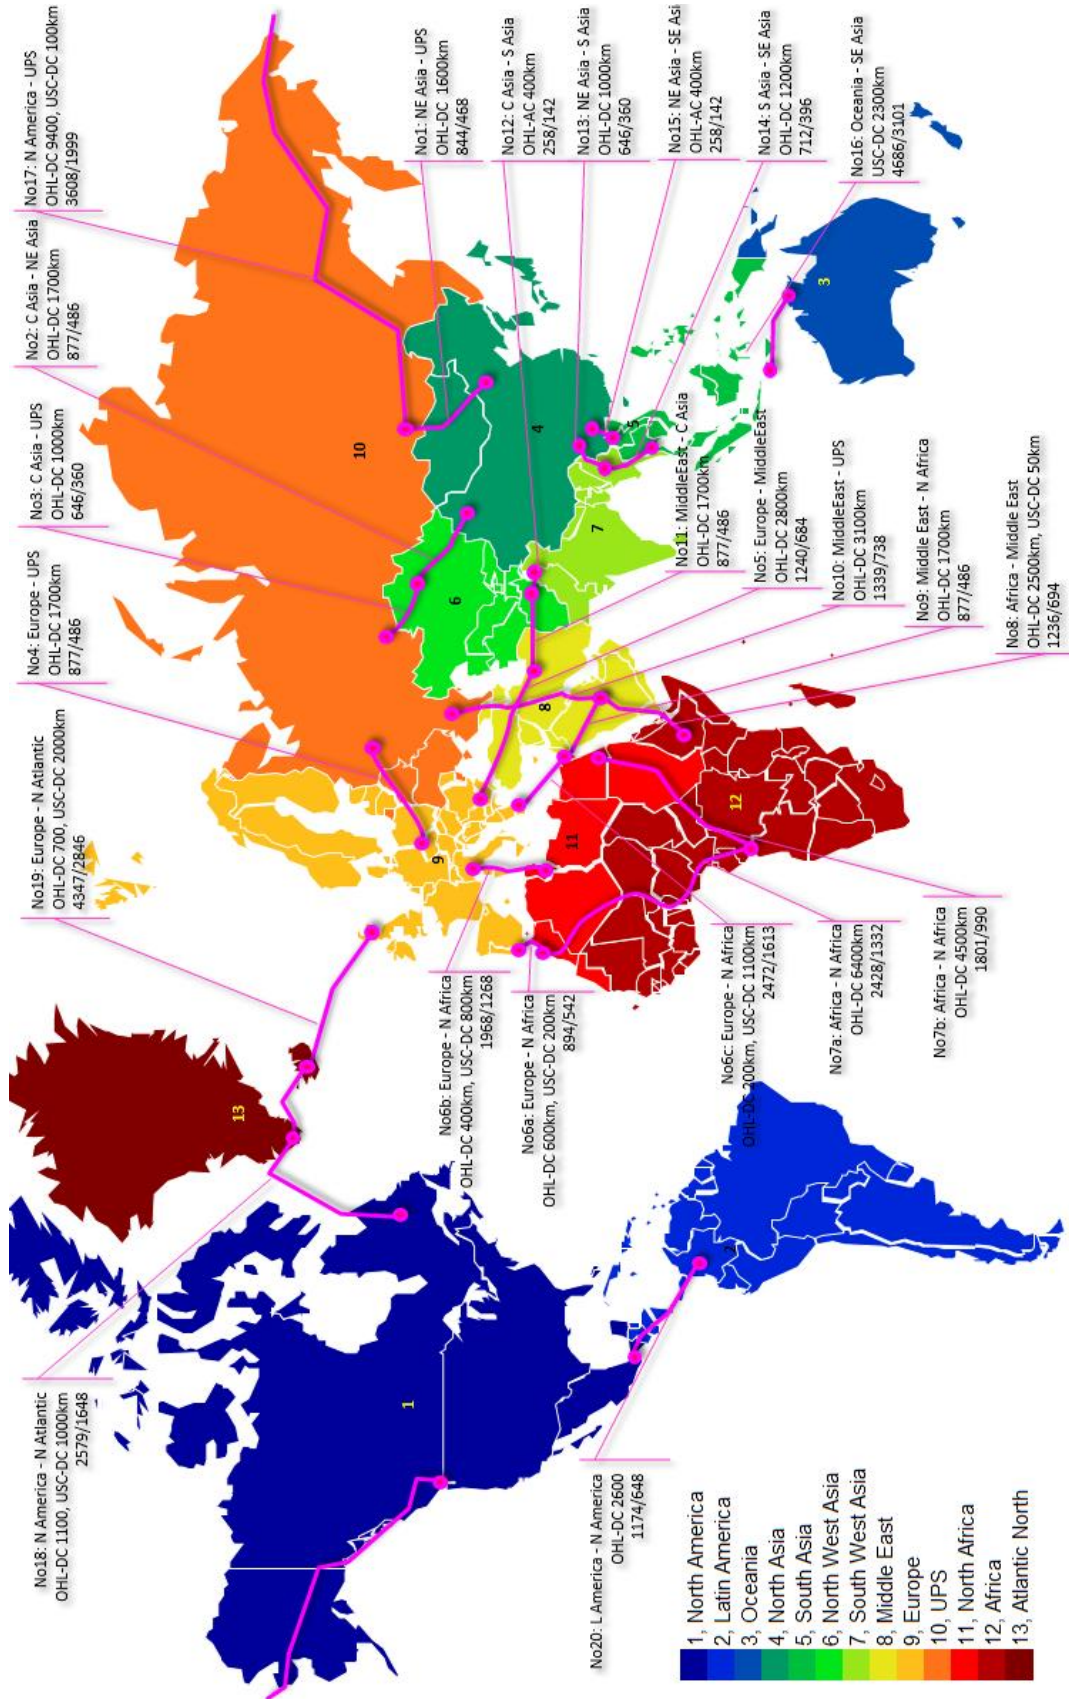 No18: N America - N Atlantic
OHL-DC 1100, USC-DC 1000km
2579/1648
No19: Europe - N Atlantic
OHL-DC 700, USC-DC 2000km
4347/2846
No4: Europe - UPS
OHL-DC 1700km
877/486
No3: C Asia - UPS
OHL-DC 1000km
646/360
No2: C Asia - NE Asia
OHL-DC 1700km
877/486
No17: N America - UPS
OHL-DC 9400, USC-DC 100km
3608/1999
No1: NE Asia - UPS
OHL-DC 1600km
844/468
No12: C Asia - S Asia
OHL-AC 400km
258/142
No13: NE Asia - S Asia
OHL-DC 1000km
646/360
No15: NE Asia - SE Asi
OHL-AC 400km
258/142
No14: S Asia - SE Asia
OHL-DC 1200km
712/396
No16: Oceania - SE Asia
USC-DC 2300km
4686/3101
No11: MiddleEast - C Asia
OHL-DC 1700km
877/486
No5: Europe - MiddleEast
OHL-DC 2800km
1240/684
No10: MiddleEast - UPS
OHL-DC 3100km
1339/738
No9: Middle East - N Africa
OHL-DC 1700km
877/486
No8: Africa - Middle East
OHL-DC 2500km, USC-DC 50km
1236/694
No6b: Europe - N Africa
OHL-DC 400km, USC-DC 800km
1968/1268
No6a: Europe - N Africa
OHL-DC 600km, USC-DC 200km
894/542
No6c: Europe - N Africa
OHL-DC 200km, USC-DC 1100km
2472/1613
No7a: Africa - N Africa
OHL-DC 6400km
2428/1332
No7b: Africa - N Africa
OHL-DC 4500km
1801/990
No20: L America - N America
OHL-DC 2600
1174/648
1
2
3
4
5
6
7
8
9
10
11
12
13
1, North America
2, Latin America
3, Oceania
4, North Asia
5, South Asia
6, North West Asia
7, South West Asia
8, Middle East
9, Europe
10, UPS
11, North Africa
12, Africa
13, Atlantic North